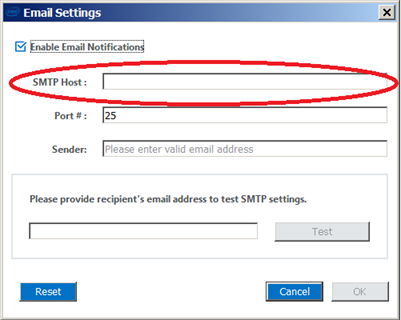 Email Settings
Enable Email Notifications
SMTP Host :
Port # : 25
Sender: Please enter valid email address
Please provide recipient's email address to test SMTP settings.
Test
Reset Cancel OK